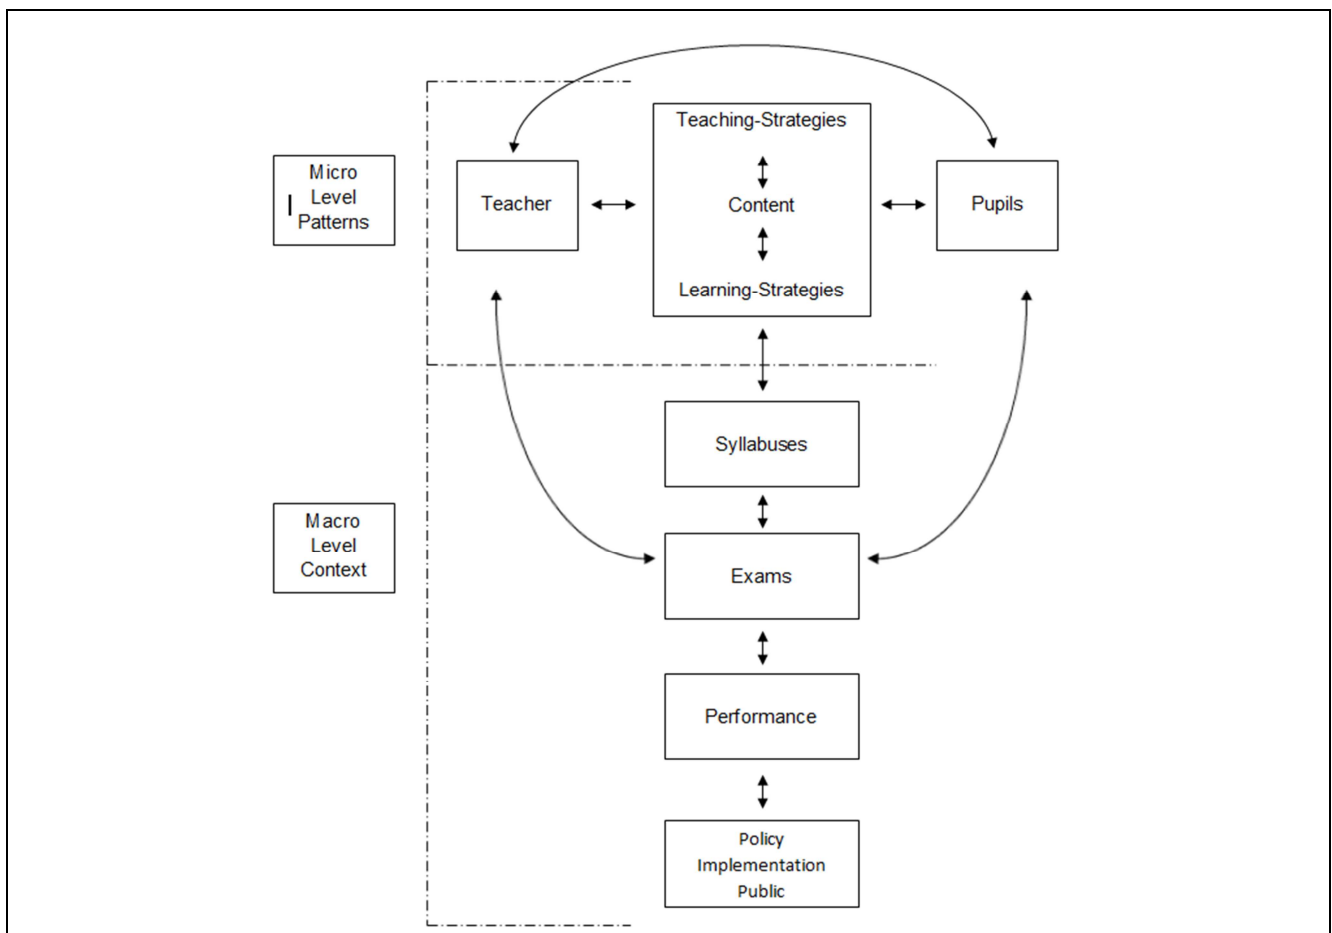 Teaching-Strategies
Micro
Level
Patterns
Teacher
Content
Pupils
Learning-Strategies
Syllabuses
Macro
Level
Context
Exams
Performance
Policy
Implementation
Public